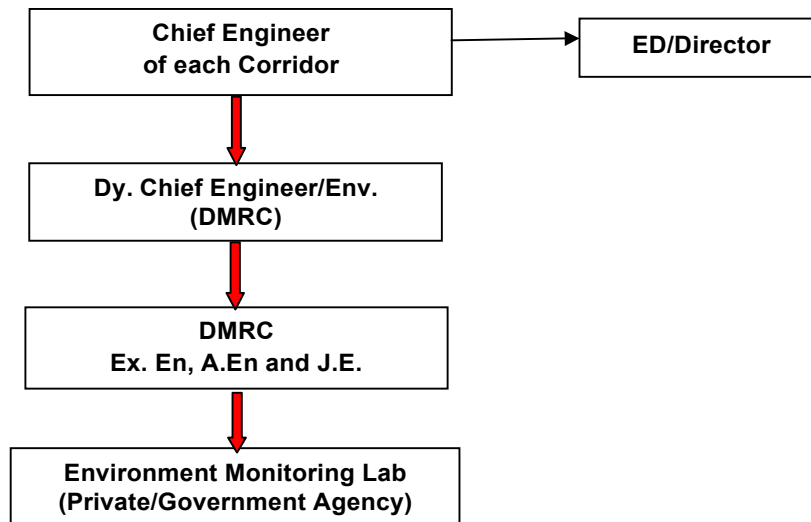 Chief Engineer
of each Corridor
ED/Director
Dy. Chief Engineer/Env.
(DMRC)
DMRC
Ex. En, A.En and J.E.
Environment Monitoring Lab
(Private/Government Agency)